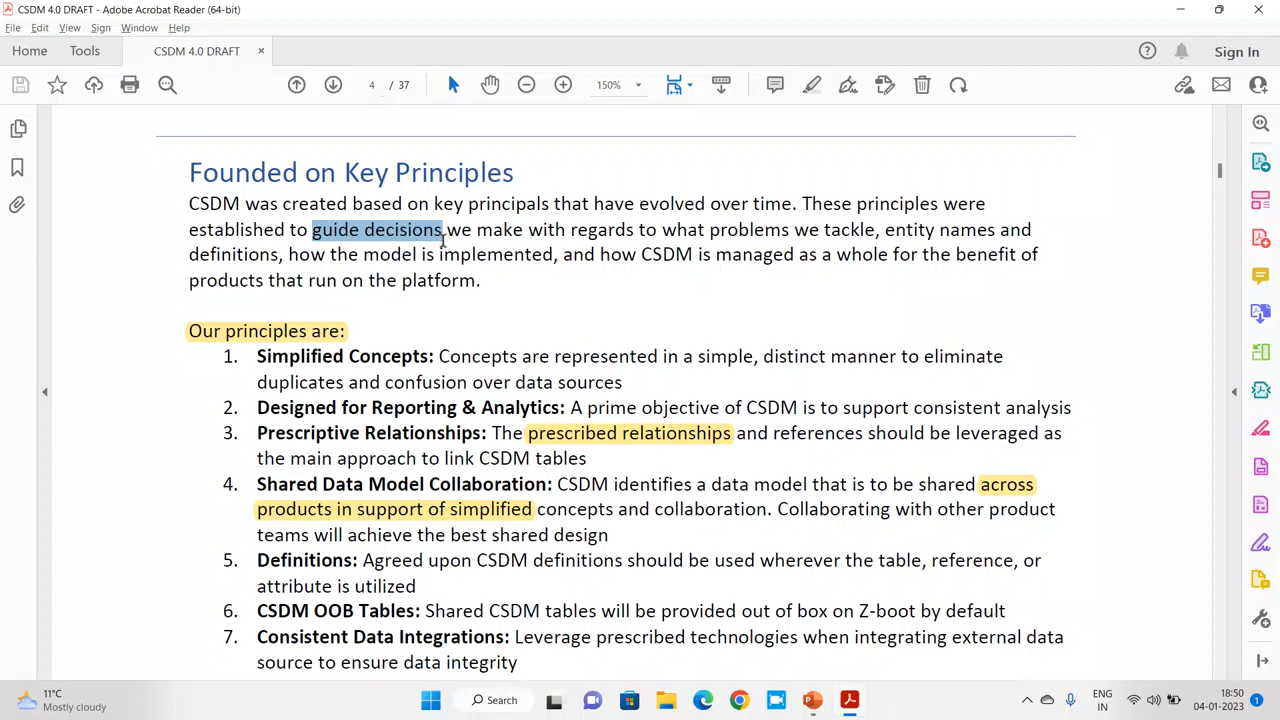 CSDM 4.0 DRAFT - Adobe Acrobat Reader (64-bit)
File Edit View Sign Window Help
Home Tools CSDM 4.0 DRAFT × Sign In
4 / 37 150%
Founded on Key Principles
CSDM was created based on key principals that have evolved over time. These principles were
established to guide decisions we make with regards to what problems we tackle, entity names and
definitions, how the model is implemented, and how CSDM is managed as a whole for the benefit of
products that run on the platform.
Our principles are:
1. Simplified Concepts: Concepts are represented in a simple, distinct manner to eliminate
duplicates and confusion over data sources
2. Designed for Reporting & Analytics: A prime objective of CSDM is to support consistent analysis
3. Prescriptive Relationships: The prescribed relationships and references should be leveraged as
the main approach to link CSDM tables
4. Shared Data Model Collaboration: CSDM identifies a data model that is to be shared across
products in support of simplified concepts and collaboration. Collaborating with other product
teams will achieve the best shared design
5. Definitions: Agreed upon CSDM definitions should be used wherever the table, reference, or
attribute is utilized
6. CSDM OOB Tables: Shared CSDM tables will be provided out of box on Z-boot by default
7. Consistent Data Integrations: Leverage prescribed technologies when integrating external data
source to ensure data integrity
11°C
Mostly cloudy
Search
ENG
IN
18:50
04-01-2023
1